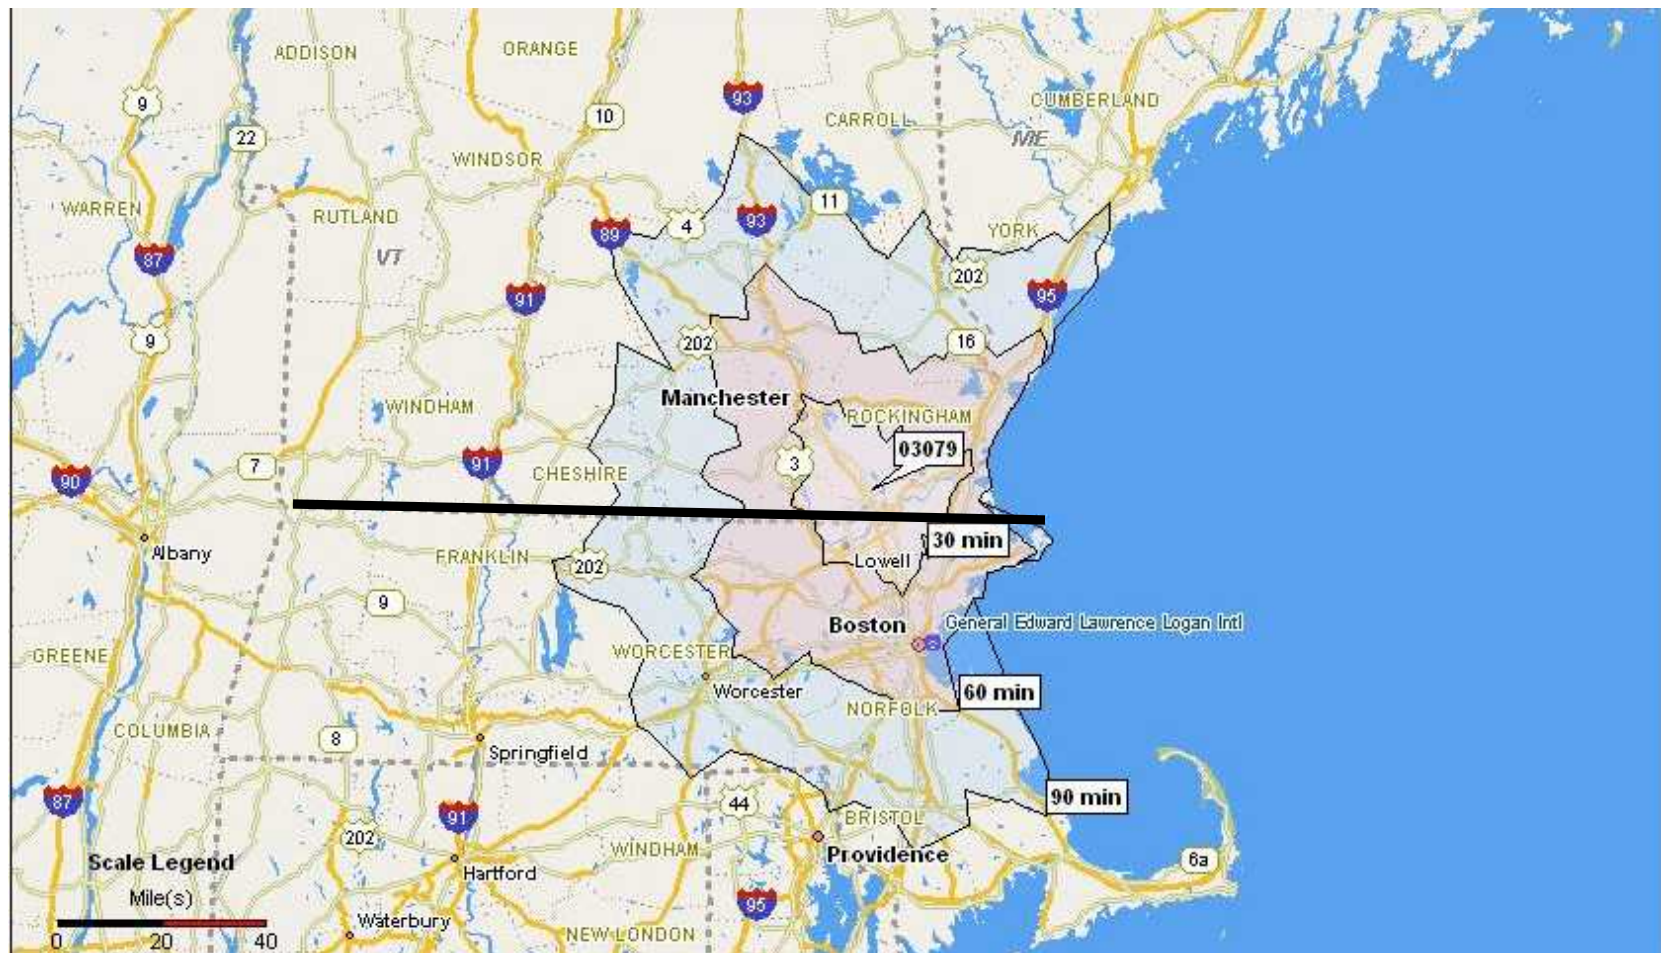 ADDISON
ORANGE
9
93
CUMBERLAND
10
CARROLL
22
ME
WINDSOR
WARREN
RUTLAND
11
93
4
YORK
89
VT
87
202
91
95
9
202
16
Manchester
WINDHAM
ROCKINGHAM
03079
7
91
3
90
CHESHIRE
30 min
Albany
FRANKLIN
Lowell
202
9
Boston
General Edward Lawrence Logan Intl
GREENE
WORCESTER
Worcester
60 min
NORFOLK
COLUMBIA
8
Springfield
87
44
90 min
91
BRISTOL
202
WINDHAM
Providence
6a
Scale Legend
Hartford
Mile(s)
95
Waterbury
0 20 40
NEW LONDON